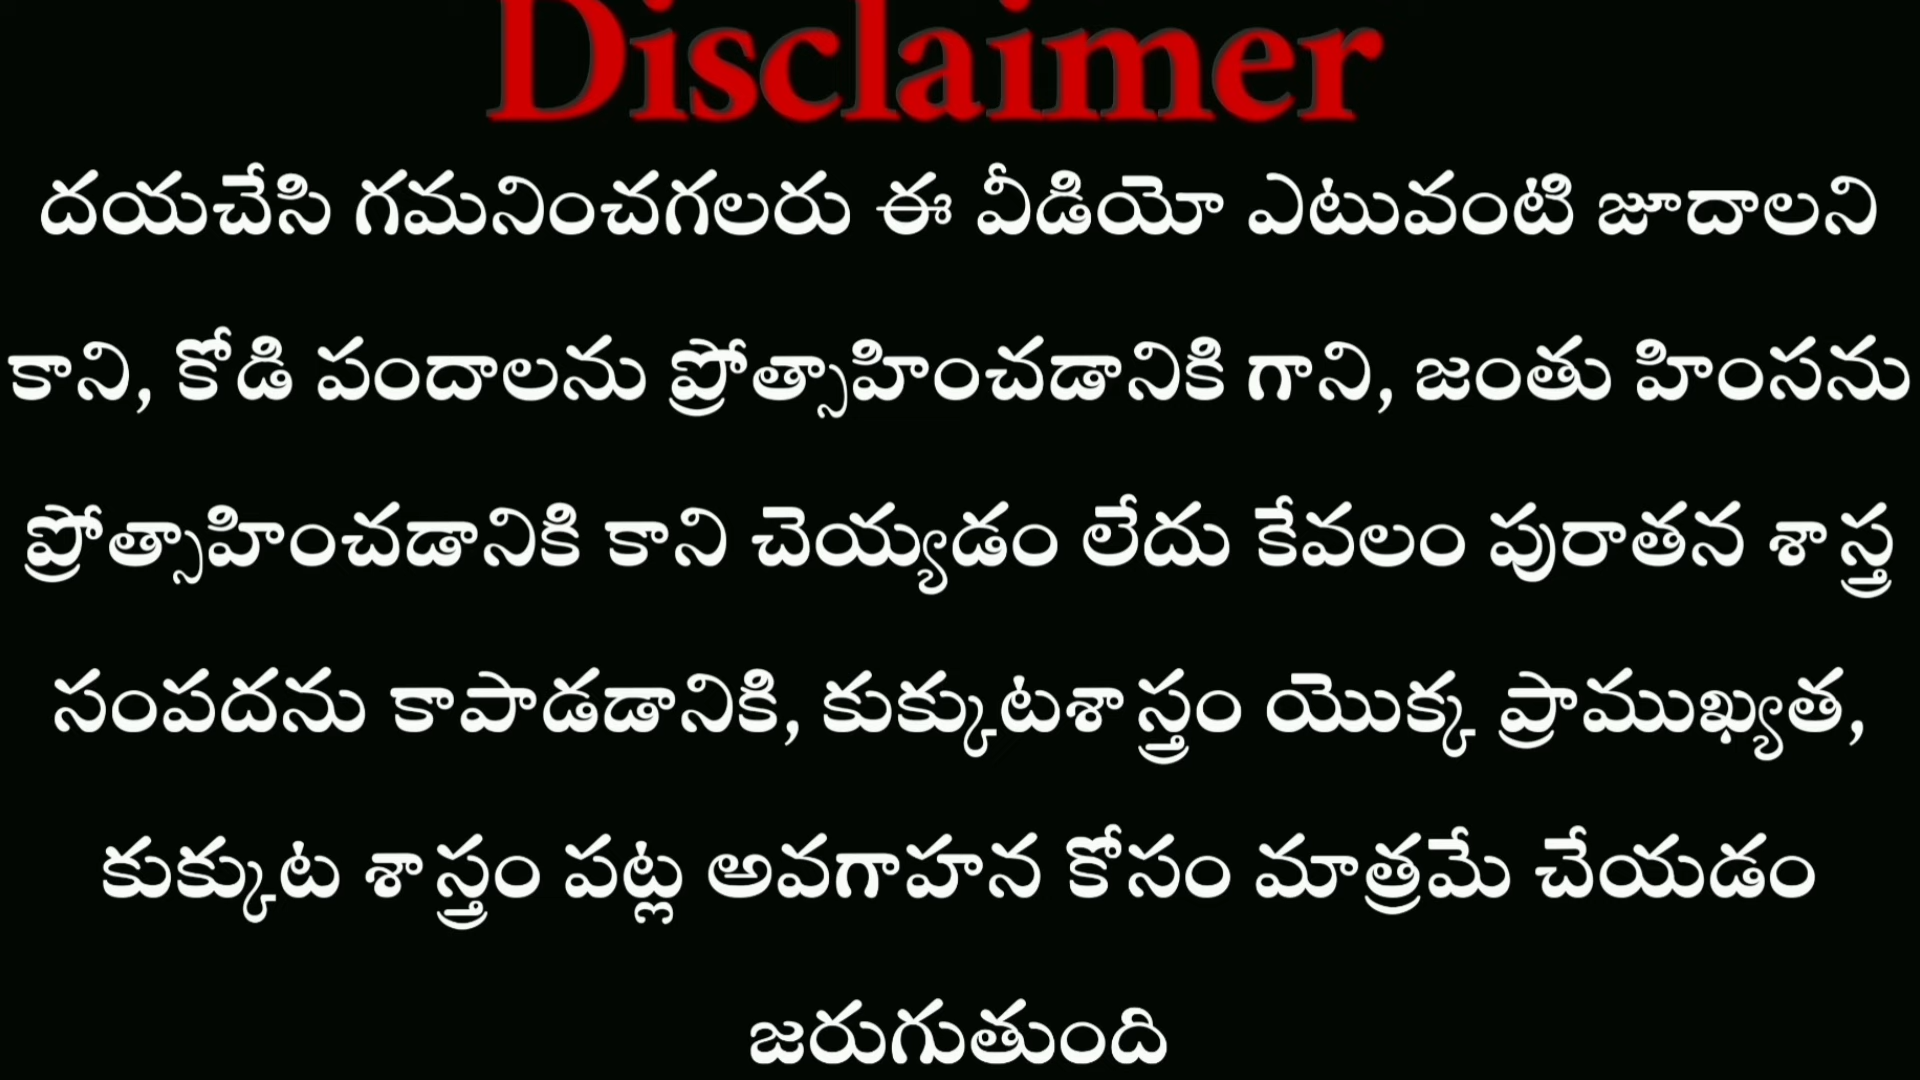 Disclaimer
దయచేసి గమనించగలరు ఈ వీడియో ఎటువంటి జూదాలని
కాని, కోడి పందాలను ప్రోత్సాహించడానికి గాని, జంతు హింసను
ప్రోత్సాహించడానికి కాని చెయ్యడం లేదు కేవలం పురాతన శాస్త్ర
సంపదను కాపాడడానికి, కుక్కుటశాస్త్రం యొక్క ప్రాముఖ్యత,
కుక్కుట శాస్త్రం పట్ల అవగాహన కోసం మాత్రమే చేయడం
జరుగుతుంది